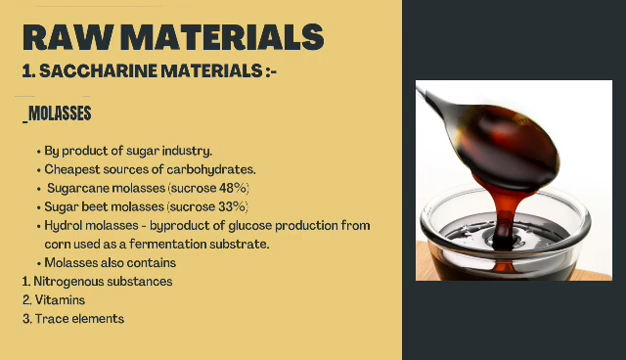 RAW MATERIALS
1. SACCHARINE MATERIALS :-
_MOLASSES
• By product of sugar industry.
• Cheapest sources of carbohydrates.
• Sugarcane molasses (sucrose 48%)
• Sugar beet molasses (sucrose 33%)
• Hydrol molasses - byproduct of glucose production from
corn used as a fermentation substrate.
• Molasses also contains
1. Nitrogenous substances
2. Vitamins
3. Trace elements